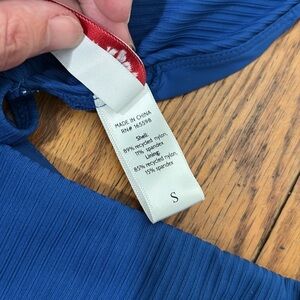 MADE IN CHINA
RN# 165598
Shell:
89% recycled nylon,
11% spandex
Lining:
85% recycled nylon,
15% spandex
S